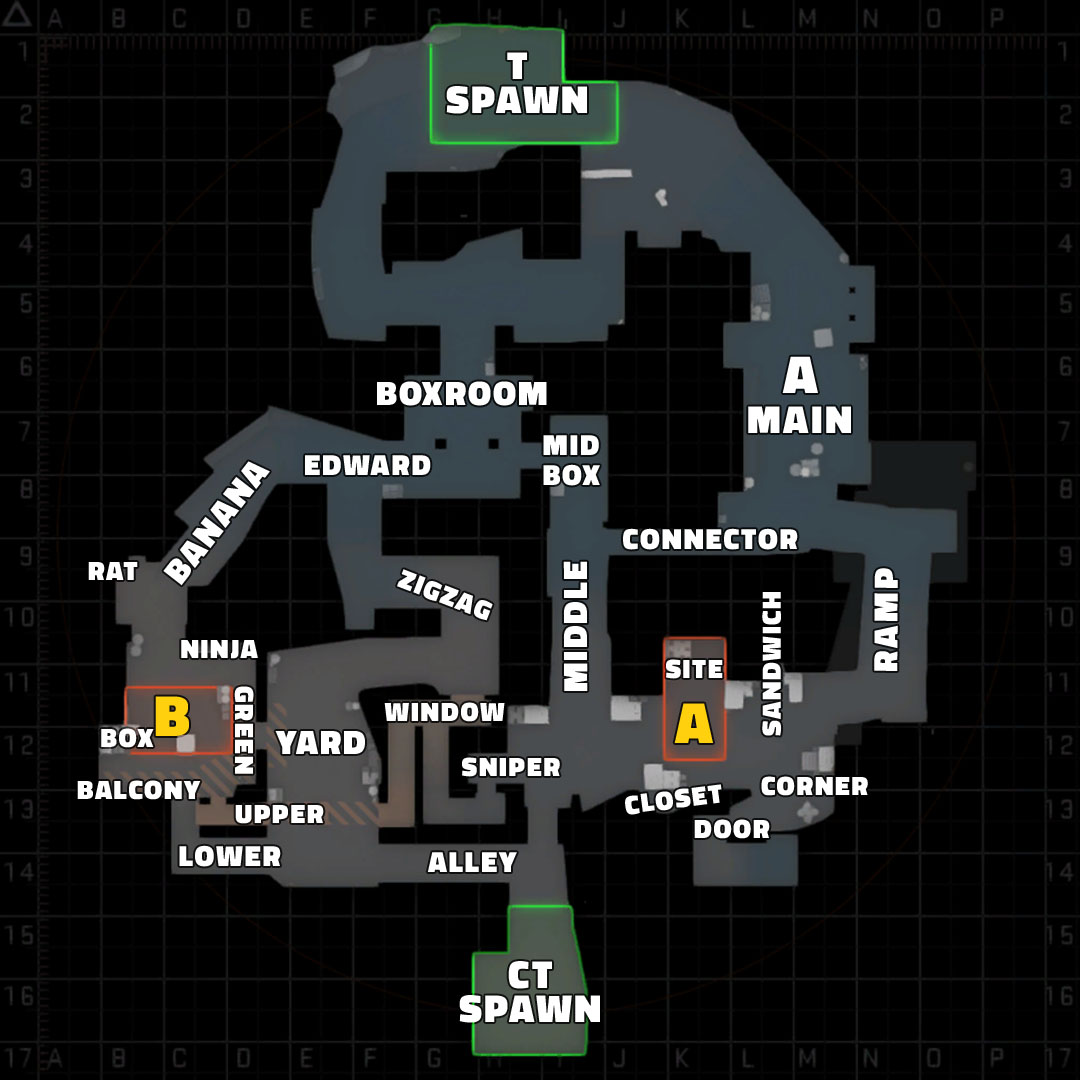 A B C D E F G H I J K L M N O P
1 1
T
SPAWN
2 2
3 3
4 4
5 5
6 6
A
MAIN
BOXROOM
7 7
MID
BOX
EDWARD
8 8
BANANA
CONNECTOR
9 9
RAT
ZIGZAG
MIDDLE
RAMP
10 10
SANDWICH
NINJA
SITE
A
11 11
GREEN
B
WINDOW
BOX
YARD
12 12
SNIPER
BALCONY
CLOSET
CORNER
13 13
UPPER
DOOR
LOWER
ALLEY
14 14
15 15
CT
SPAWN
16 16
17 A B C D E F G H I J K L M N O P 17